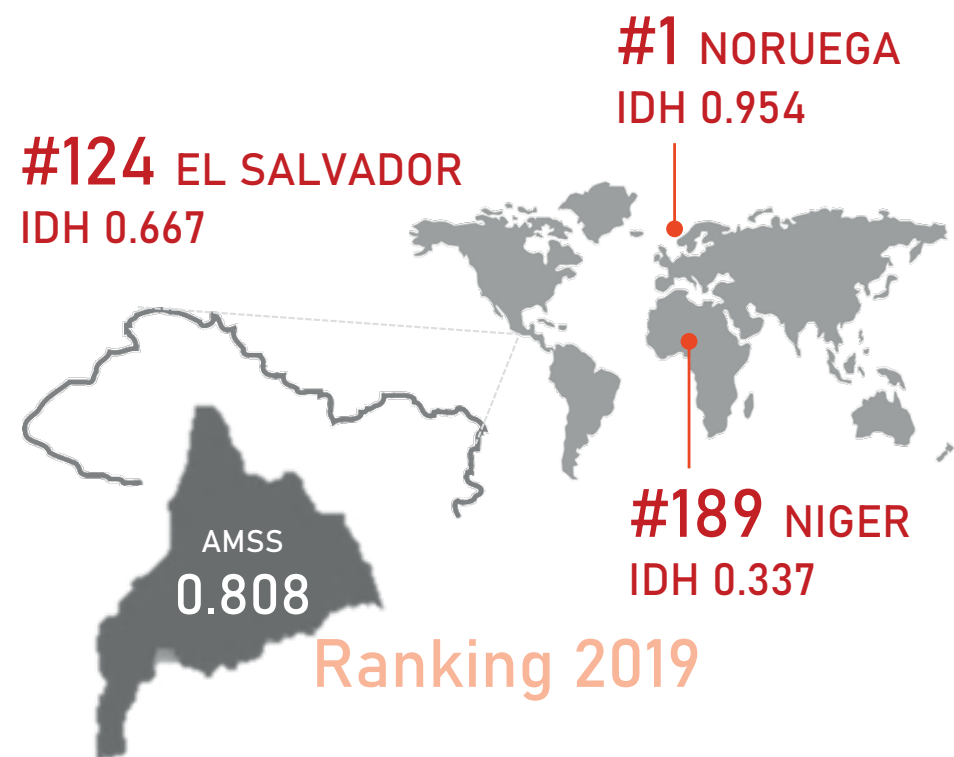 #1 NORUEGA
IDH 0.954
#124 EL SALVADOR
IDH 0.667
#189 NIGER
IDH 0.337
AMSS
0.808
Ranking 2019